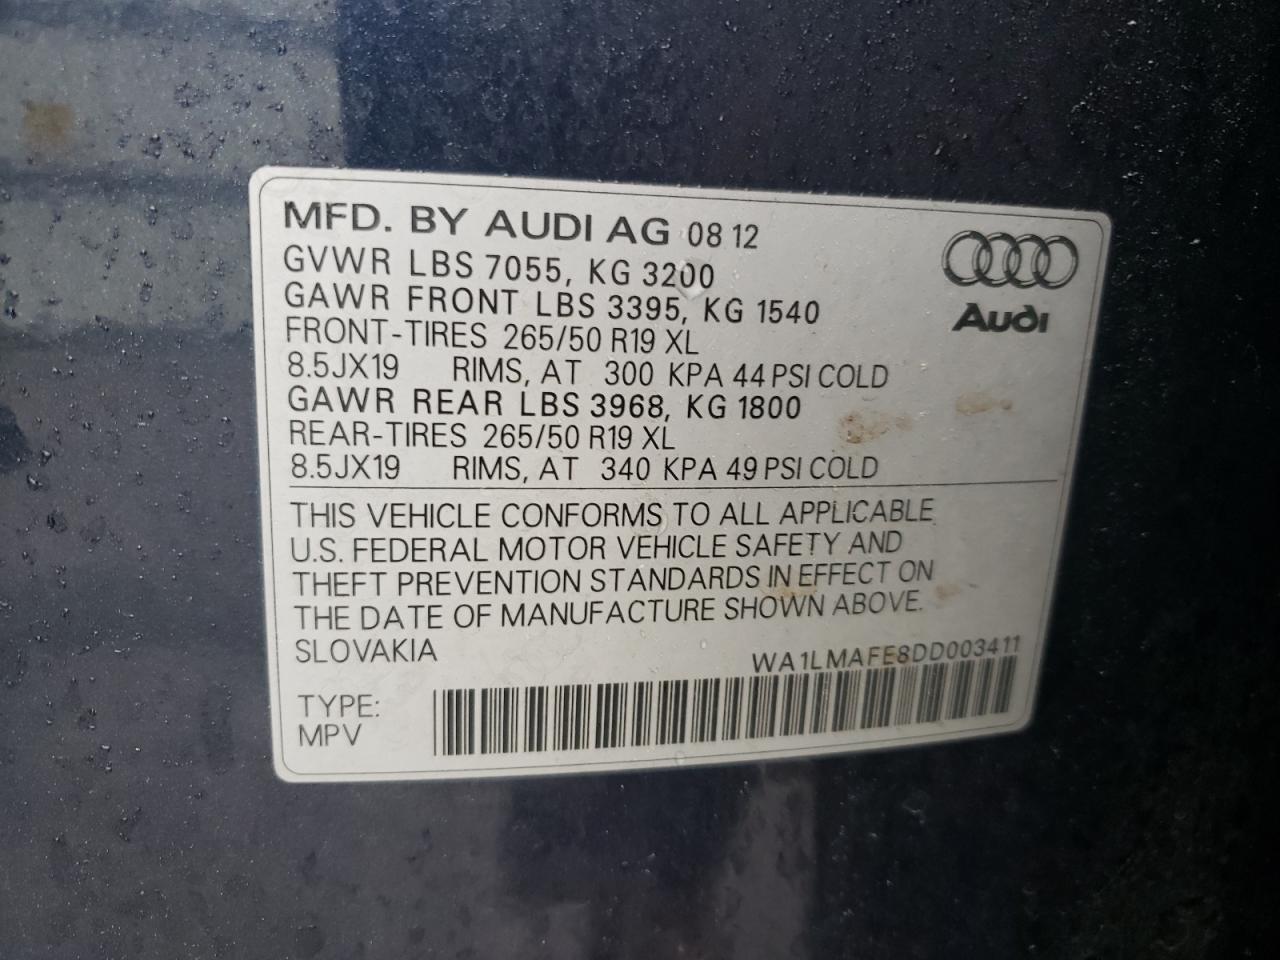 MFD. BY AUDI AG 08 12
GVWR LBS 7055, KG 3200
GAWR FRONT LBS 3395, KG 1540
FRONT-TIRES 265/50 R19 XL
8.5JX19 RIMS, AT 300 KPA 44 PSI COLD
GAWR REAR LBS 3968, KG 1800
REAR-TIRES 265/50 R19 XL
8.5JX19 RIMS, AT 340 KPA 49 PSI COLD
Audi
THIS VEHICLE CONFORMS TO ALL APPLICABLE
U.S. FEDERAL MOTOR VEHICLE SAFETY AND
THEFT PREVENTION STANDARDS IN EFFECT ON
THE DATE OF MANUFACTURE SHOWN ABOVE.
SLOVAKIA
WA1LMAFE8DD003411
TYPE:
MPV